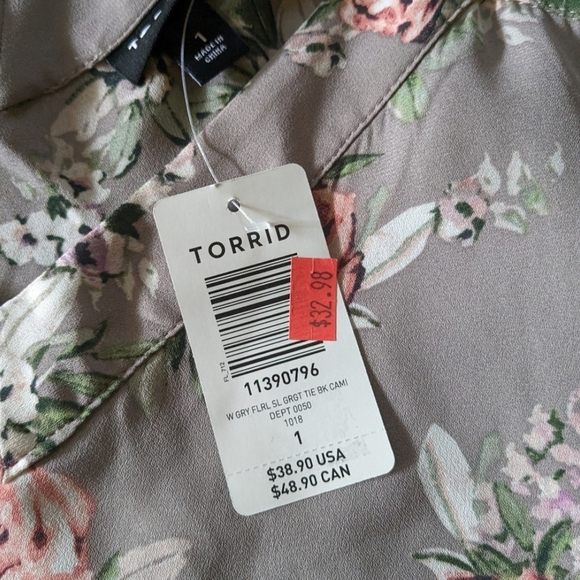 1
MADE IN
CHINA
TORRID
$32.98
FL_712
11390796
W GRY FLRL SL GRGT TIE BK CAMI
DEPT 0050
1018
1
$38.90 USA
$48.90 CAN